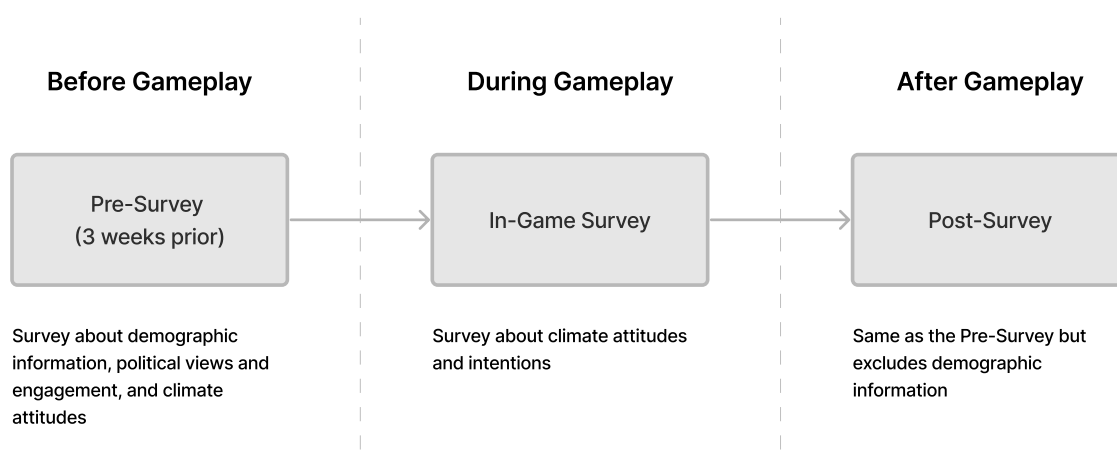 Before Gameplay
During Gameplay
After Gameplay
Pre-Survey
(3 weeks prior)
In-Game Survey
Post-Survey
Survey about demographic
information, political views and
engagement, and climate
attitudes
Survey about climate attitudes
and intentions
Same as the Pre-Survey but
excludes demographic
information